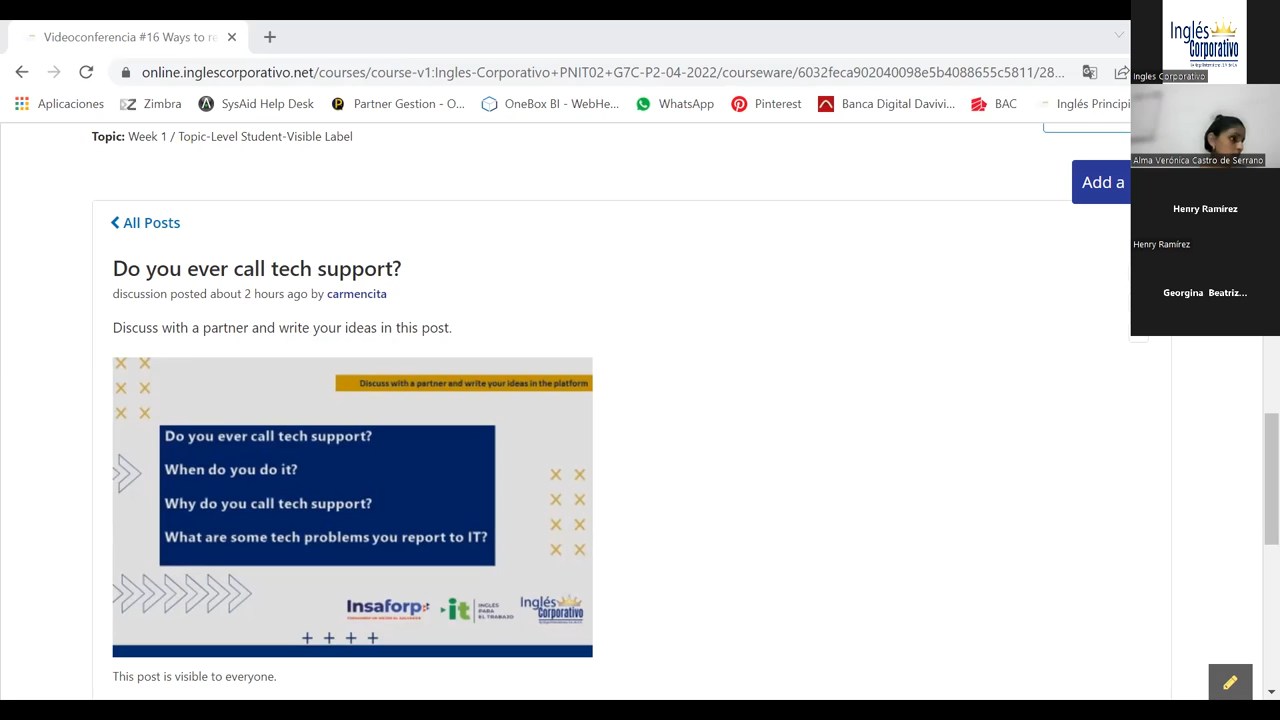 Videoconferencia #16 Ways to re
online.inglescorporativo.net/courses/course-v1:Ingles-Corporativo+PNIT02+G7C-P2-04-2022/courseware/6032feca902040098e5b4088655c5811/28...
Aplicaciones
Zimbra
SysAid Help Desk
Partner Gestion - O...
OneBox BI - WebHe...
WhatsApp
Pinterest
Banca Digital Davivi...
BAC
Inglés Principi
Topic: Week 1 / Topic-Level Student-Visible Label
Add a
All Posts
Do you ever call tech support?
discussion posted about 2 hours ago by carmencita
Discuss with a partner and write your ideas in this post.
Discuss with a partner and write your ideas in the platform
Do you ever call tech support?
When do you do it?
Why do you call tech support?
What are some tech problems you report to IT?
Insaforp
it
INGLÉS
PARA
EL TRABAJO
Inglés
Corporativo
This post is visible to everyone.
Inglés
Corporativo
Ingles Corporativo
Alma Verónica Castro de Serrano
Henry Ramírez
Henry Ramírez
Georgina Beatriz...